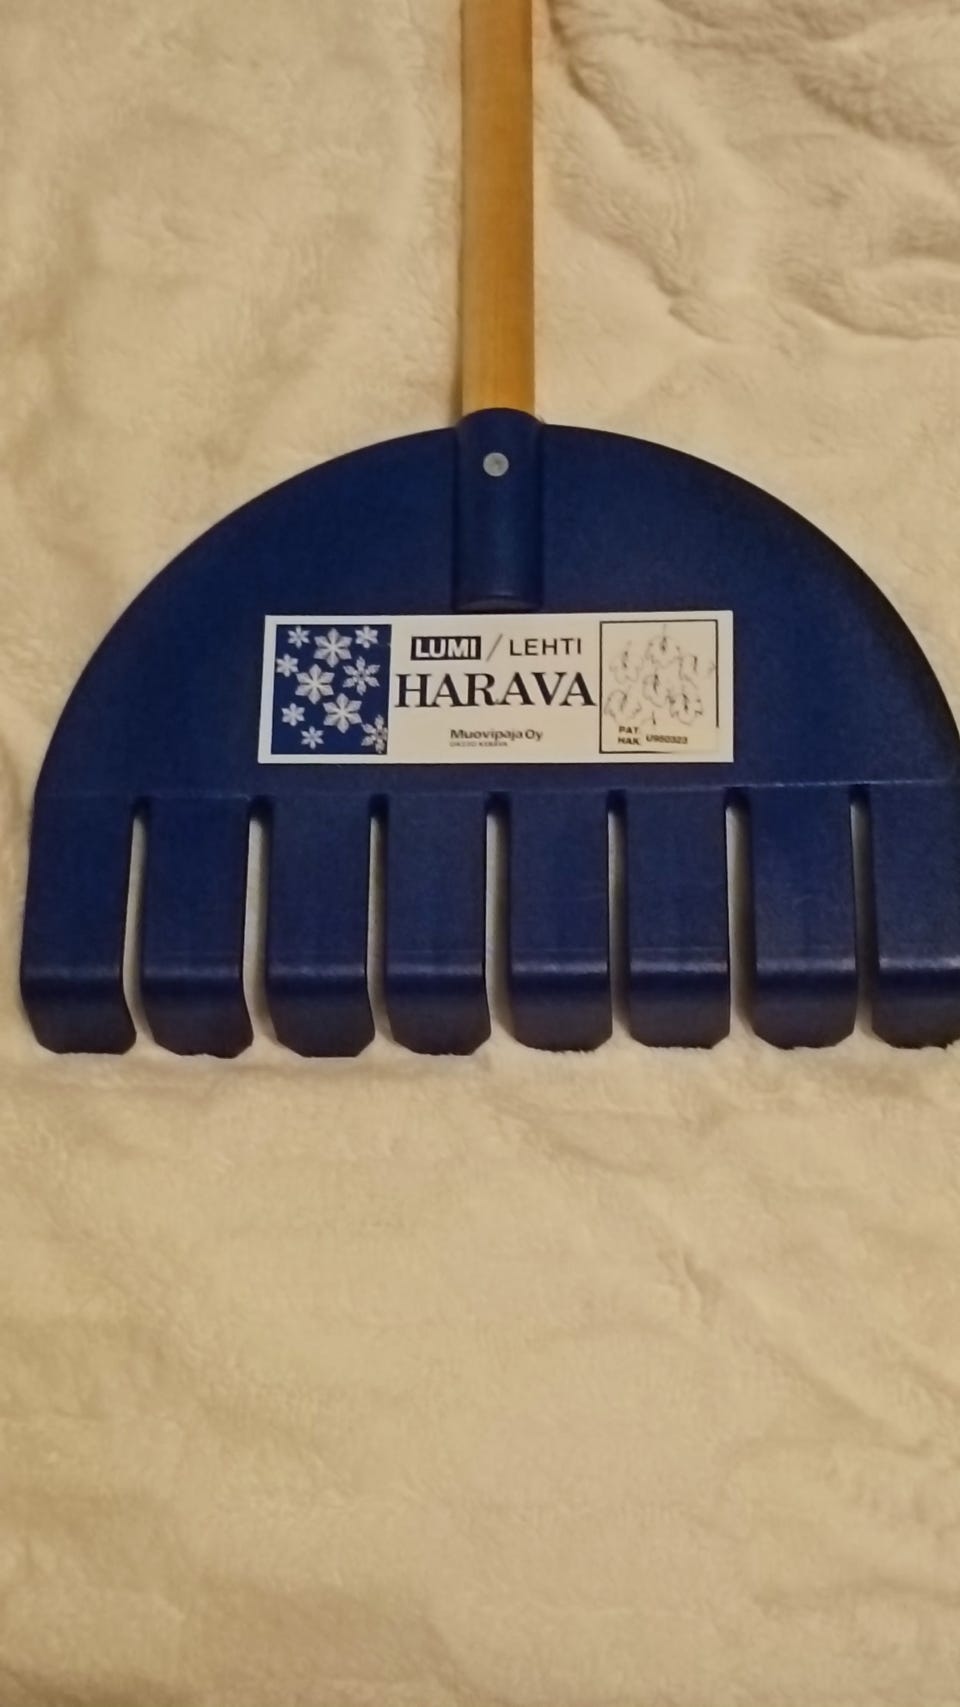 LUMI / LEHTI
HARAVA
Muovipaja Oy
PAT.
HAK. U950323